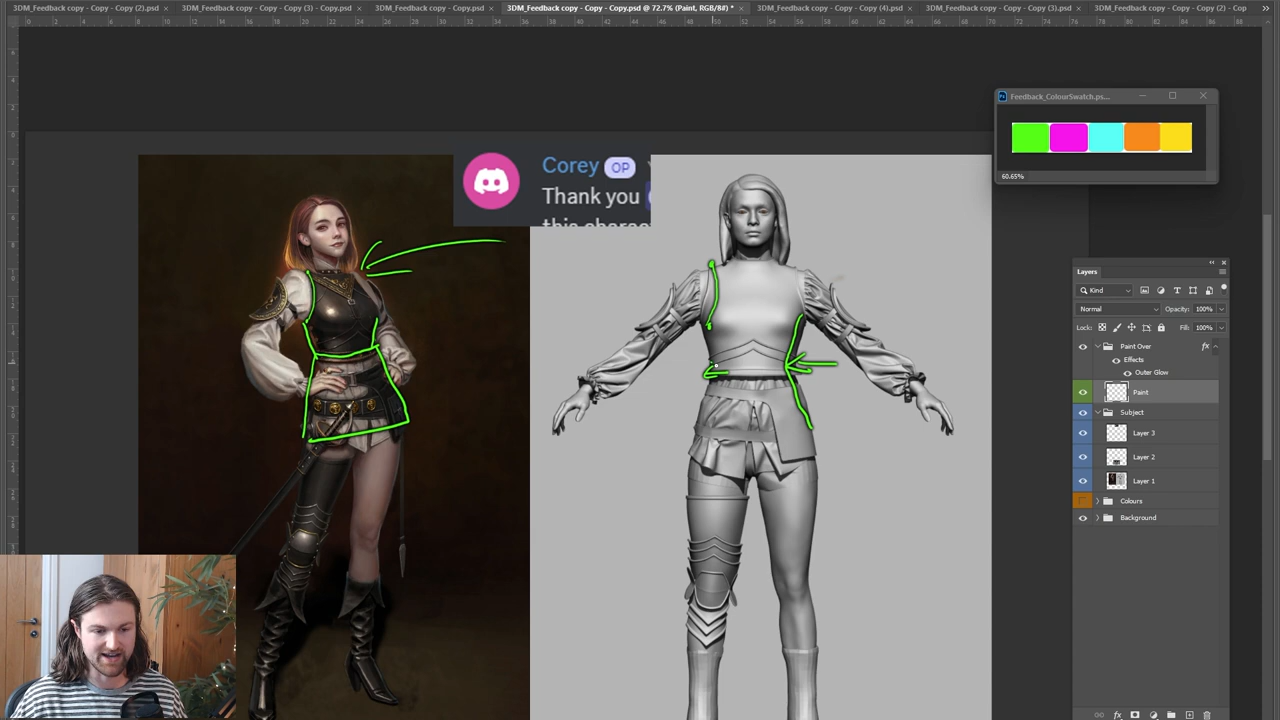 3DM_Feedback copy - Copy (2).psd
3DM_Feedback copy - Copy (3) - Copy.psd
3DM_Feedback copy - Copy.psd
3DM_Feedback copy - Copy - Copy.psd @ 72.7% (Paint, RGB/8#) *
3DM_Feedback copy - Copy (4).psd
3DM_Feedback copy - Copy (3).psd
3DM_Feedback copy - Copy (2) - Cop
Feedback_ColourSwatch.ps...
60.65%
Corey OP
Thank you
this charac
Layers
Kind
Normal Opacity: 100%
Lock: Fill: 100%
Paint Over fx
Effects
Outer Glow
Paint
Subject
Layer 3
Layer 2
Layer 1
Colours
Background